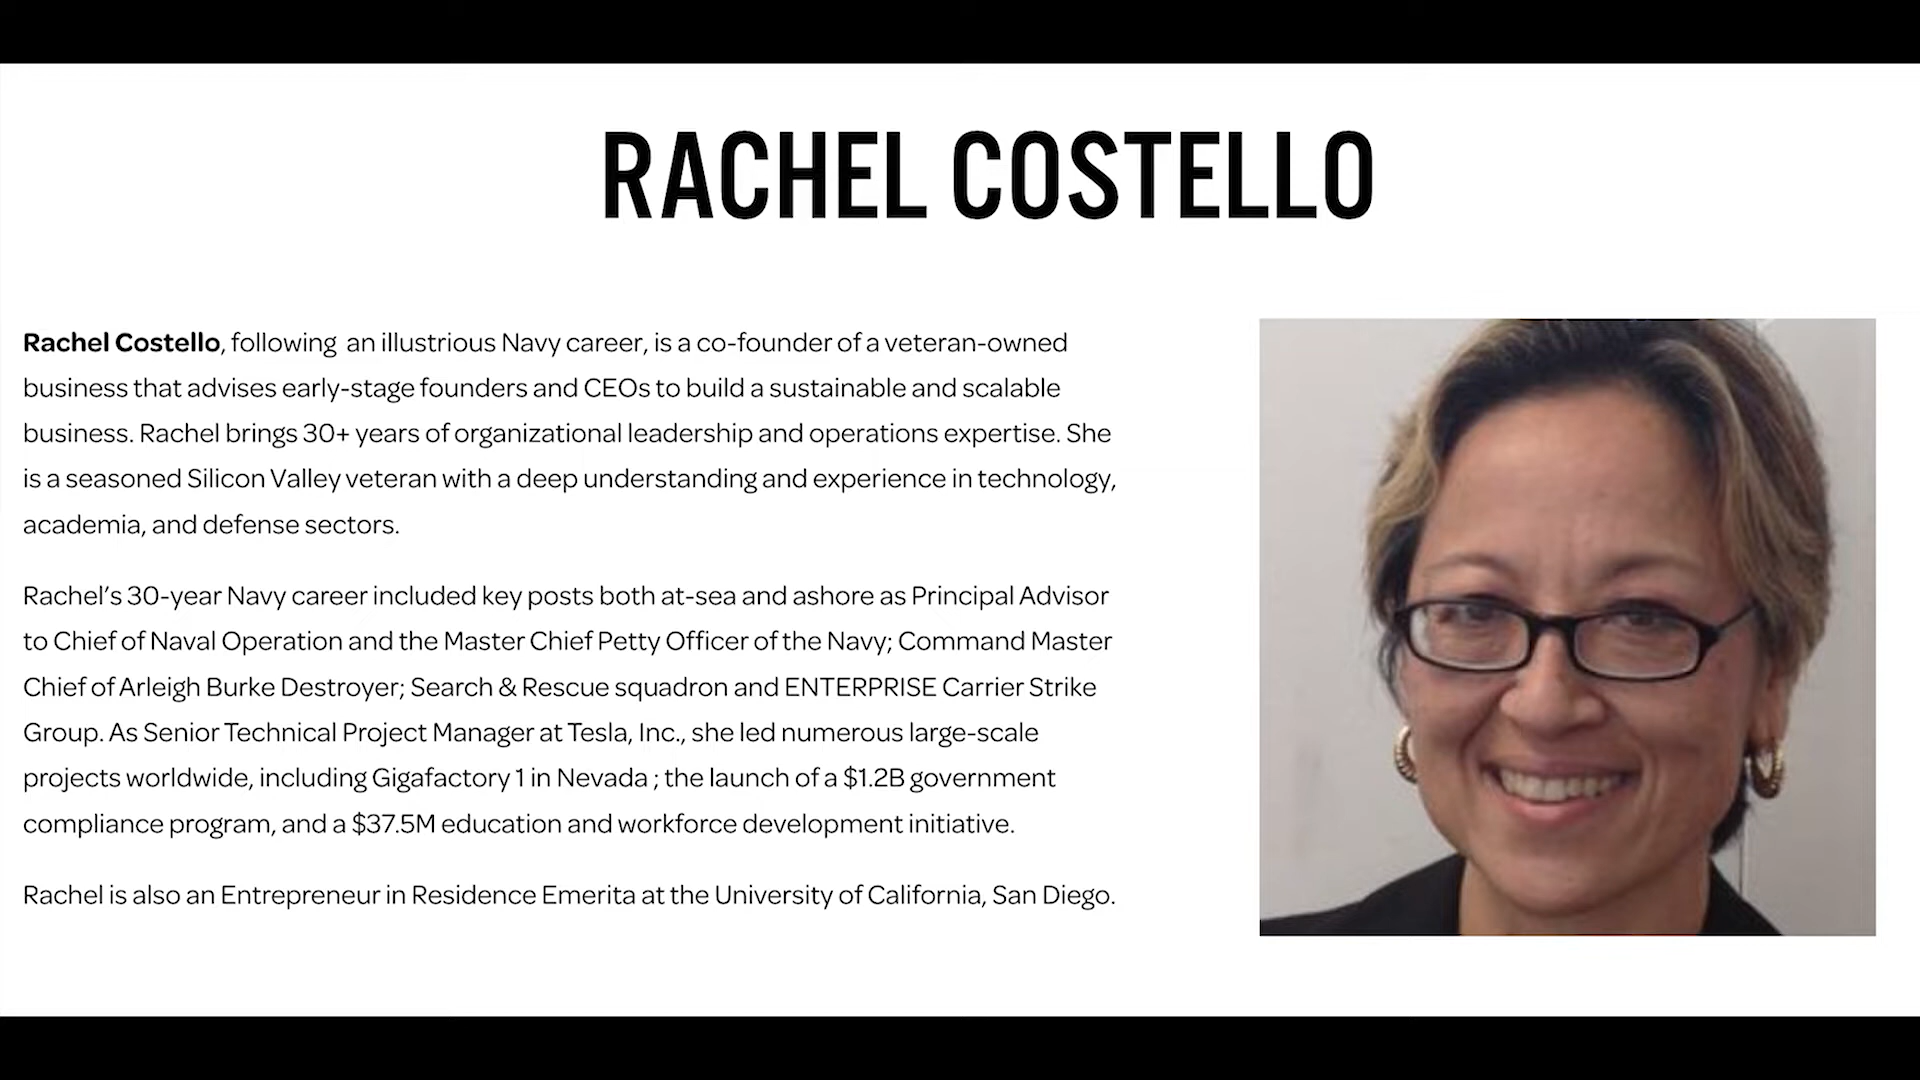 RACHEL COSTELLO
Rachel Costello, following an illustrious Navy career, is a co-founder of a veteran-owned
business that advises early-stage founders and CEOs to build a sustainable and scalable
business. Rachel brings 30+ years of organizational leadership and operations expertise. She
is a seasoned Silicon Valley veteran with a deep understanding and experience in technology,
academia, and defense sectors.
Rachel’s 30-year Navy career included key posts both at-sea and ashore as Principal Advisor
to Chief of Naval Operation and the Master Chief Petty Officer of the Navy; Command Master
Chief of Arleigh Burke Destroyer; Search & Rescue squadron and ENTERPRISE Carrier Strike
Group. As Senior Technical Project Manager at Tesla, Inc., she led numerous large-scale
projects worldwide, including Gigafactory 1 in Nevada ; the launch of a $1.2B government
compliance program, and a $37.5M education and workforce development initiative.
Rachel is also an Entrepreneur in Residence Emerita at the University of California, San Diego.